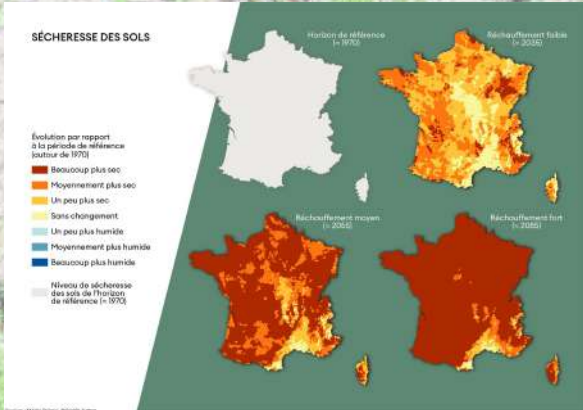 SÉCHERESSE DES SOLS
Horizon de référence
(≈ 1970)
Réchauffement faible
(≈ 2035)
Évolution par rapport
à la période de référence
(autour de 1970)
Beaucoup plus sec
Moyennement plus sec
Un peu plus sec
Sans changement
Un peu plus humide
Moyennement plus humide
Beaucoup plus humide
Niveau de sécheresse
des sols de l'horizon
de référence (≈ 1970)
Réchauffement moyen
(≈ 2055)
Réchauffement fort
(≈ 2085)